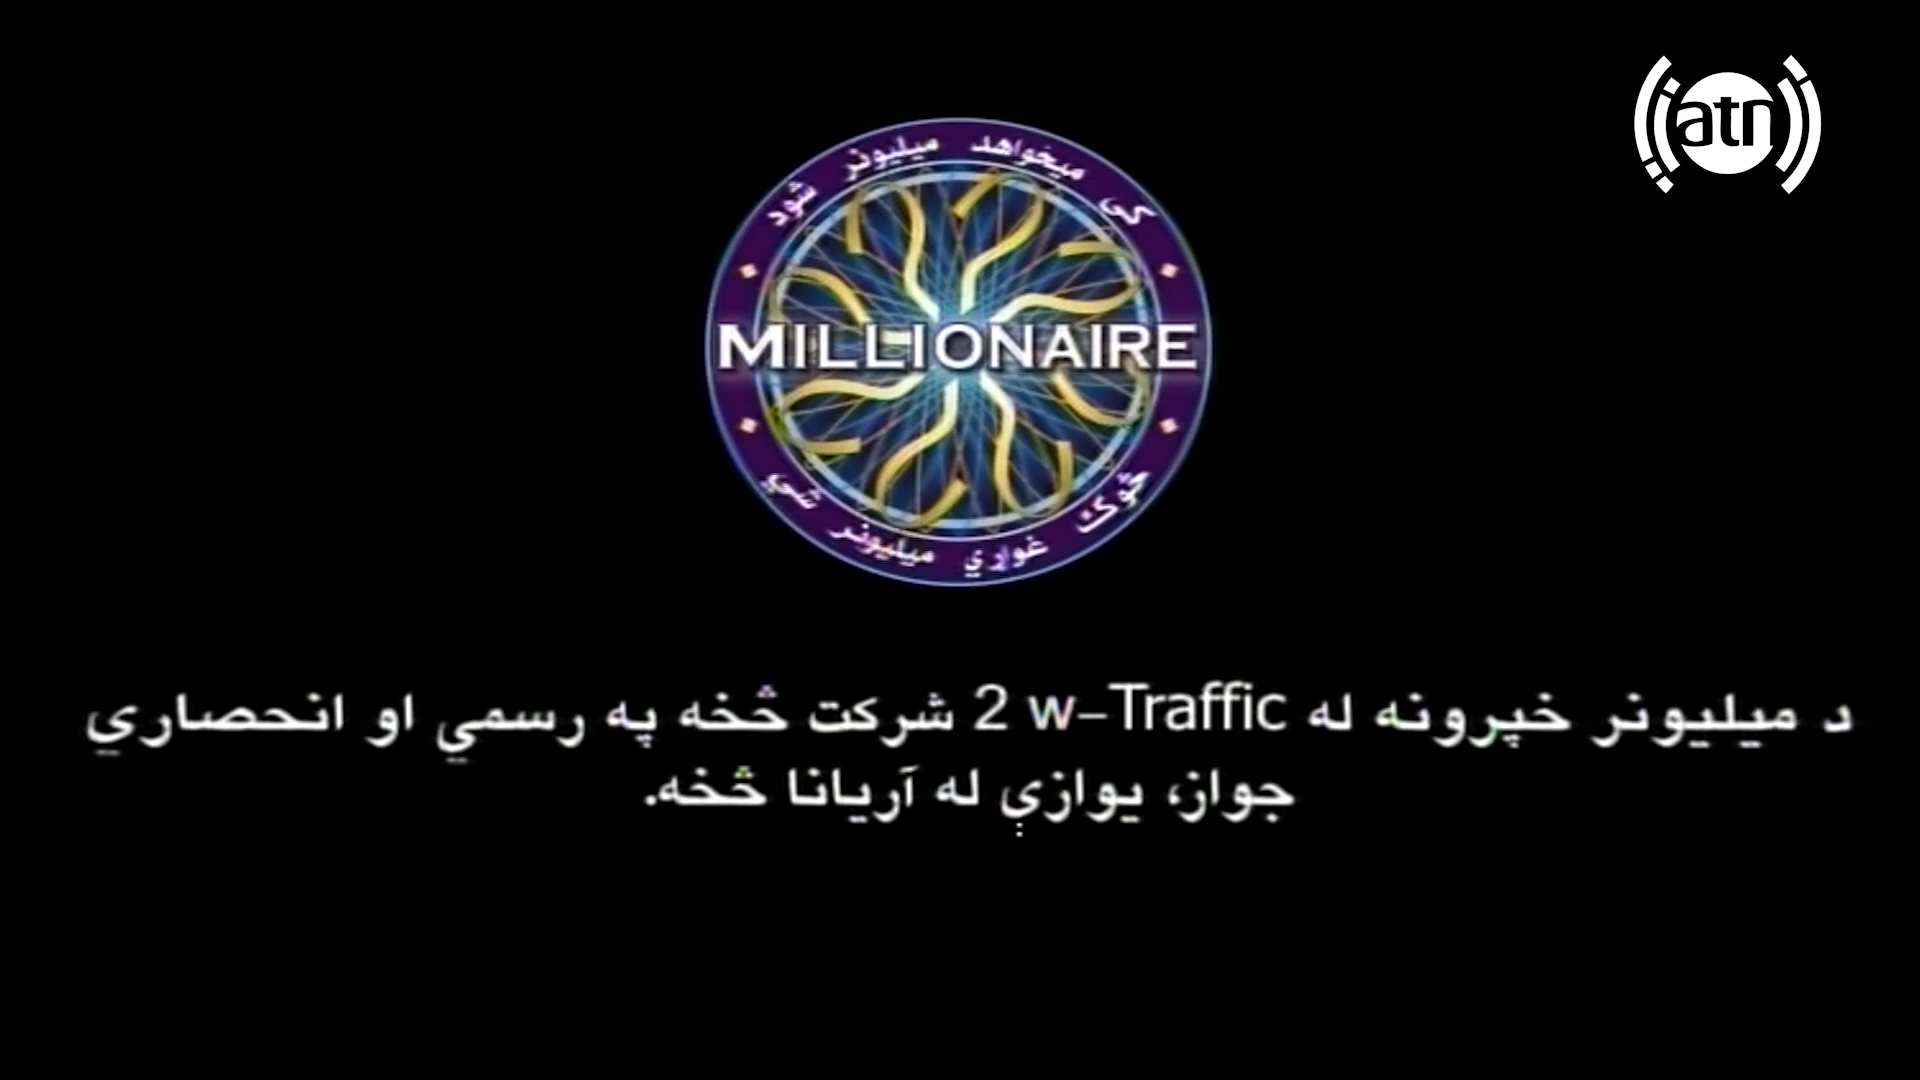 atn
کی میخواهد میلیونر شود
MILLIONAIRE
څوک غواړي میلیونر شي
د میلیونر خپرونه له 2 w-Traffic شرکت څخه په رسمي او انحصاري
جواز، یوازې له آریانا څخه.